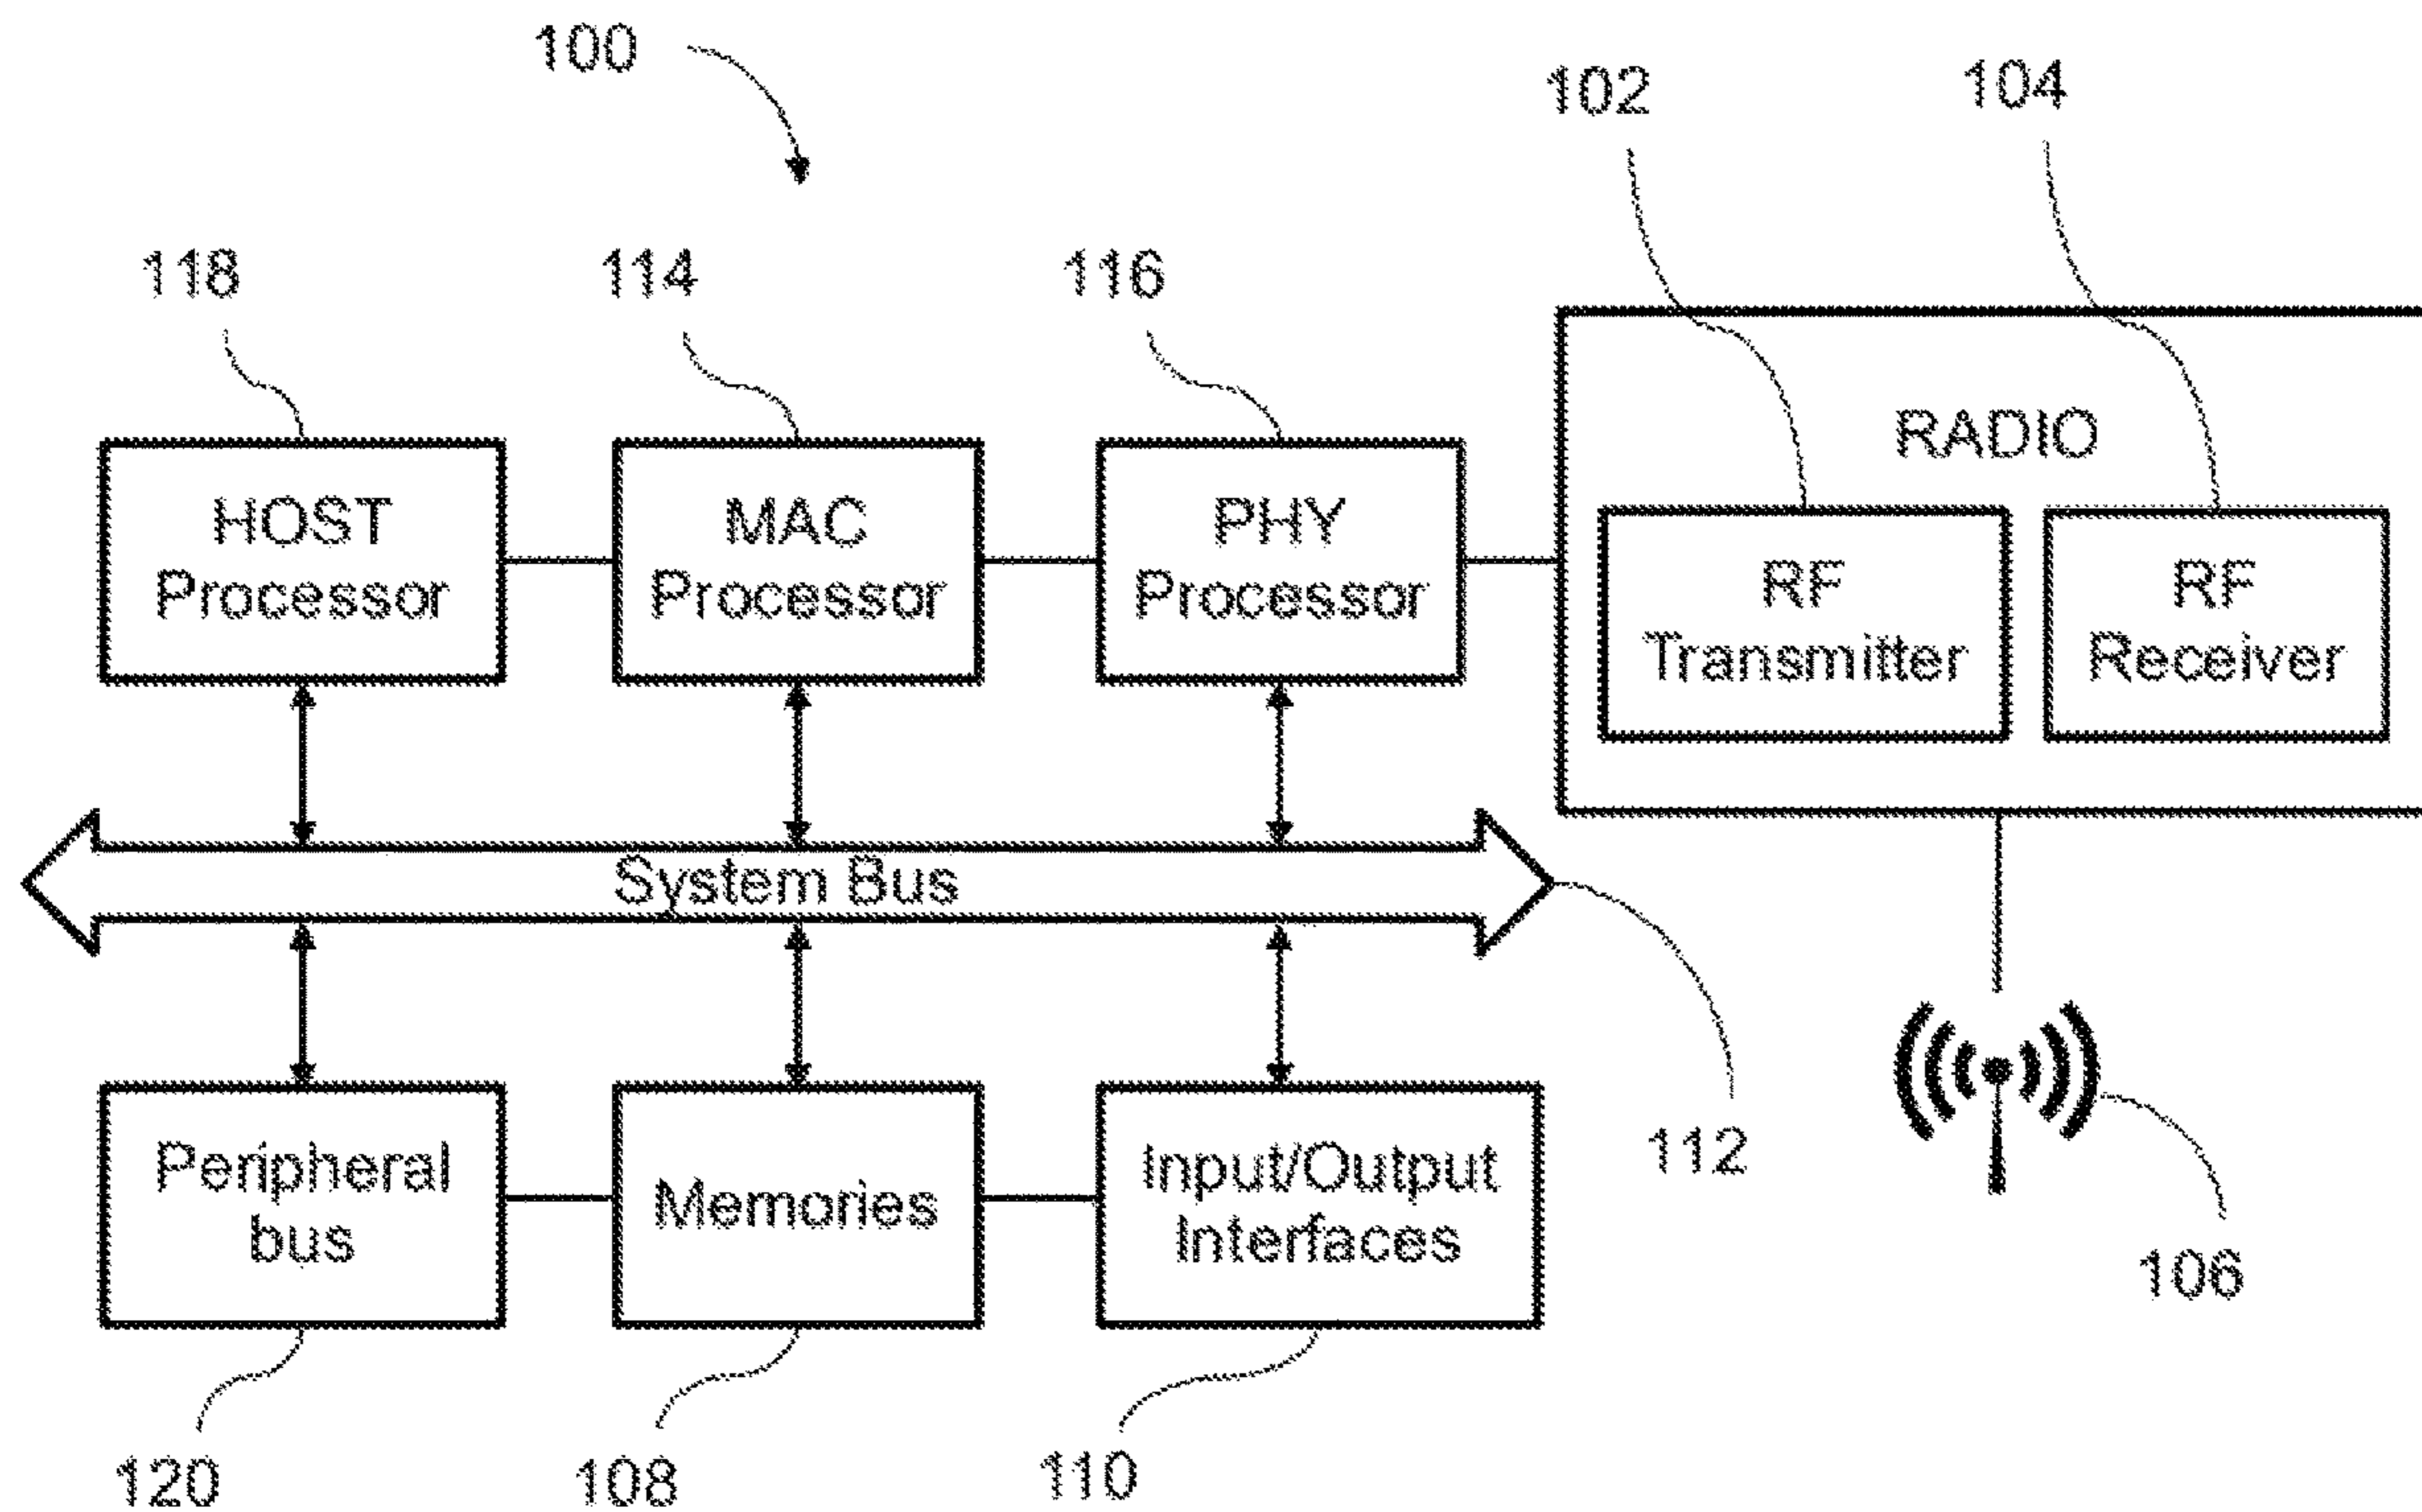 100
102
104
118
114
116
RADIO
HOST
Processor
MAC
Processor
PHY
Processor
RF
Transmitter
RF
Receiver
System Bus
112
106
Peripheral
bus
Memories
Input/Output
Interfaces
120
108
110